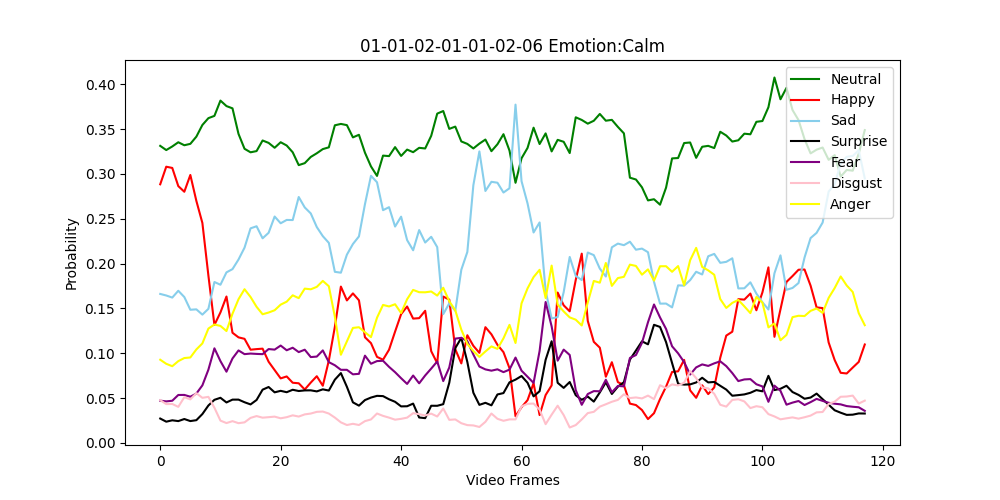 01-01-02-01-01-02-06 Emotion:Calm
Probability
0.40
0.35
0.30
0.25
0.20
0.15
0.10
0.05
0.00
Neutral
Happy
Sad
Surprise
Fear
Disgust
Anger
0 20 40 60 80 100 120
Video Frames